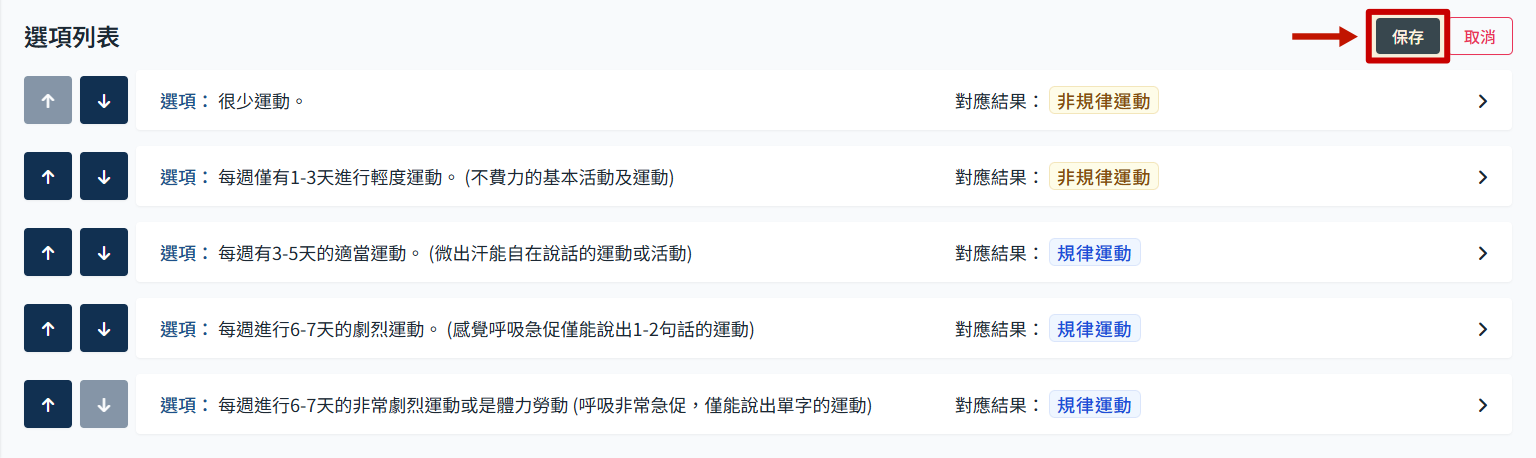 選項列表
保存
取消
選項： 很少運動。 對應結果： 非規律運動
選項： 每週僅有1-3天進行輕度運動。 (不費力的基本活動及運動) 對應結果： 非規律運動
選項： 每週有3-5天的適當運動。 (微出汗能自在說話的運動或活動) 對應結果： 規律運動
選項： 每週進行6-7天的劇烈運動。 (感覺呼吸急促僅能說出1-2句話的運動) 對應結果： 規律運動
選項： 每週進行6-7天的非常劇烈運動或是體力勞動 (呼吸非常急促，僅能說出單字的運動) 對應結果： 規律運動